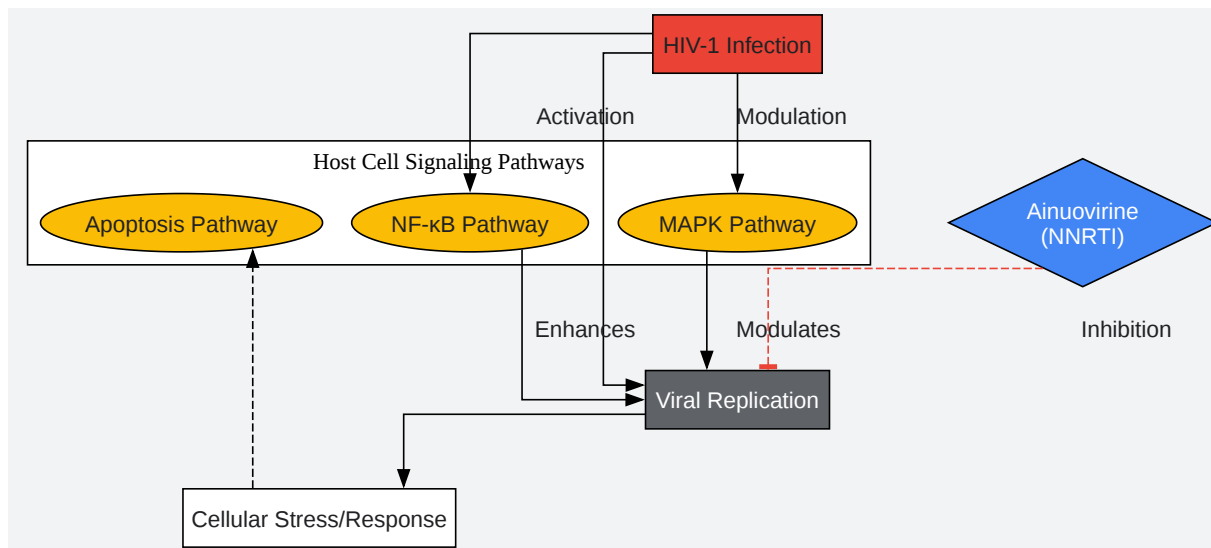 HIV-1 Infection
Activation
Modulation
Host Cell Signaling Pathways
Apoptosis Pathway
NF-κB Pathway
MAPK Pathway
Ainuovirine
(NNRTI)
Enhances
Modulates
Inhibition
Viral Replication
Cellular Stress/Response